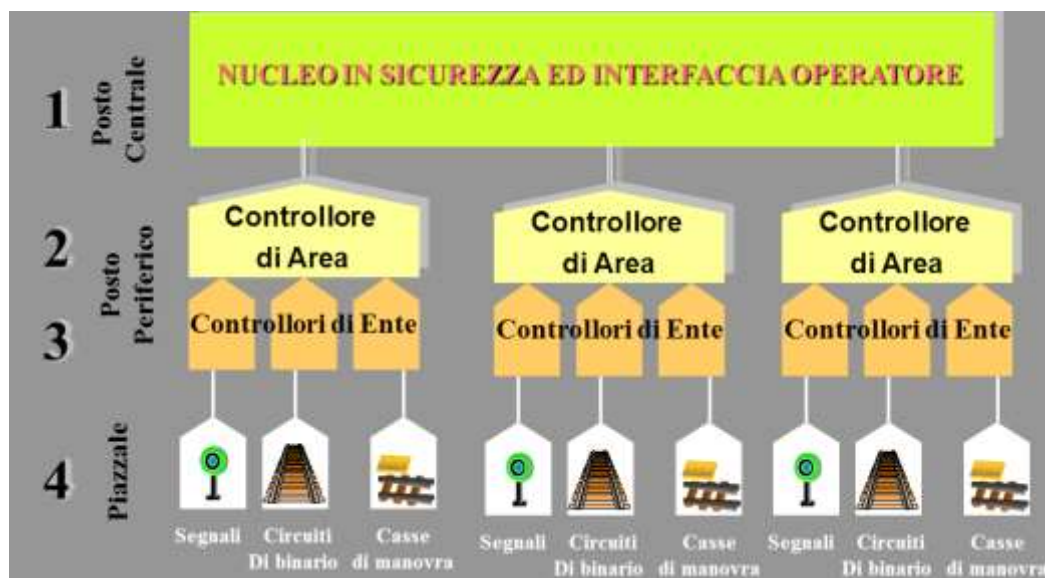 NUCLEO IN SICUREZZA ED INTERFACCIA OPERATORE
1
Posto
Centrale
Controllore
di Area
Controllore
di Area
Controllore
di Area
2
Posto
Periferico
3
Controllori di Ente
Controllori di Ente
Controllori di Ente
4
Piazzale
Segnali
Circuiti
Di binario
Casse
di manovra
Segnali
Circuiti
Di binario
Casse
di manovra
Segnali
Circuiti
Di binario
Casse
di manovra